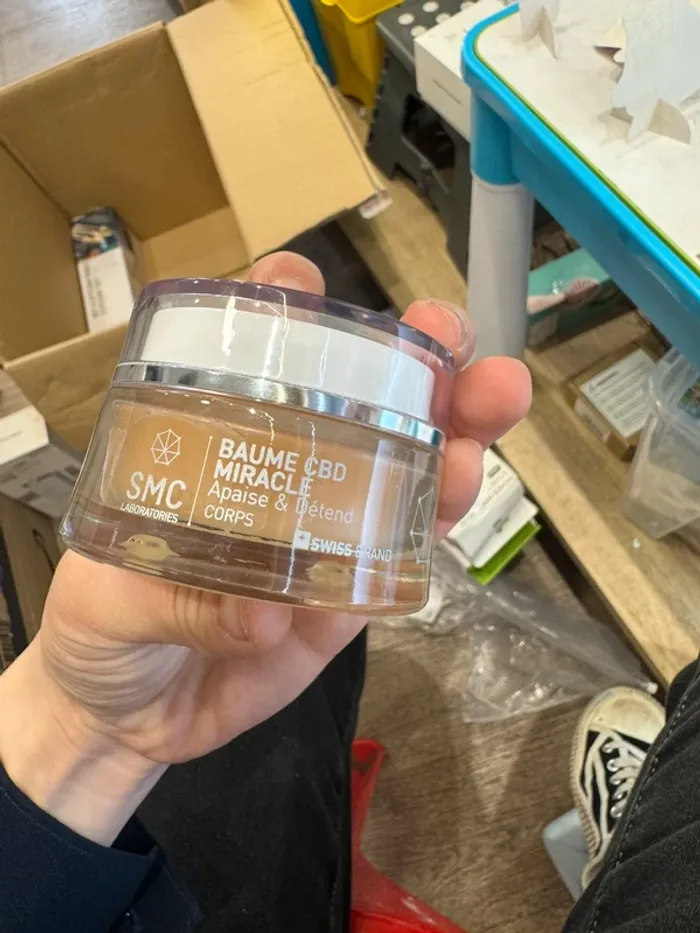 SMC
LABORATORIES
BAUME CBD
MIRACLE
Apaise & Détend
CORPS
SWISS BRAND